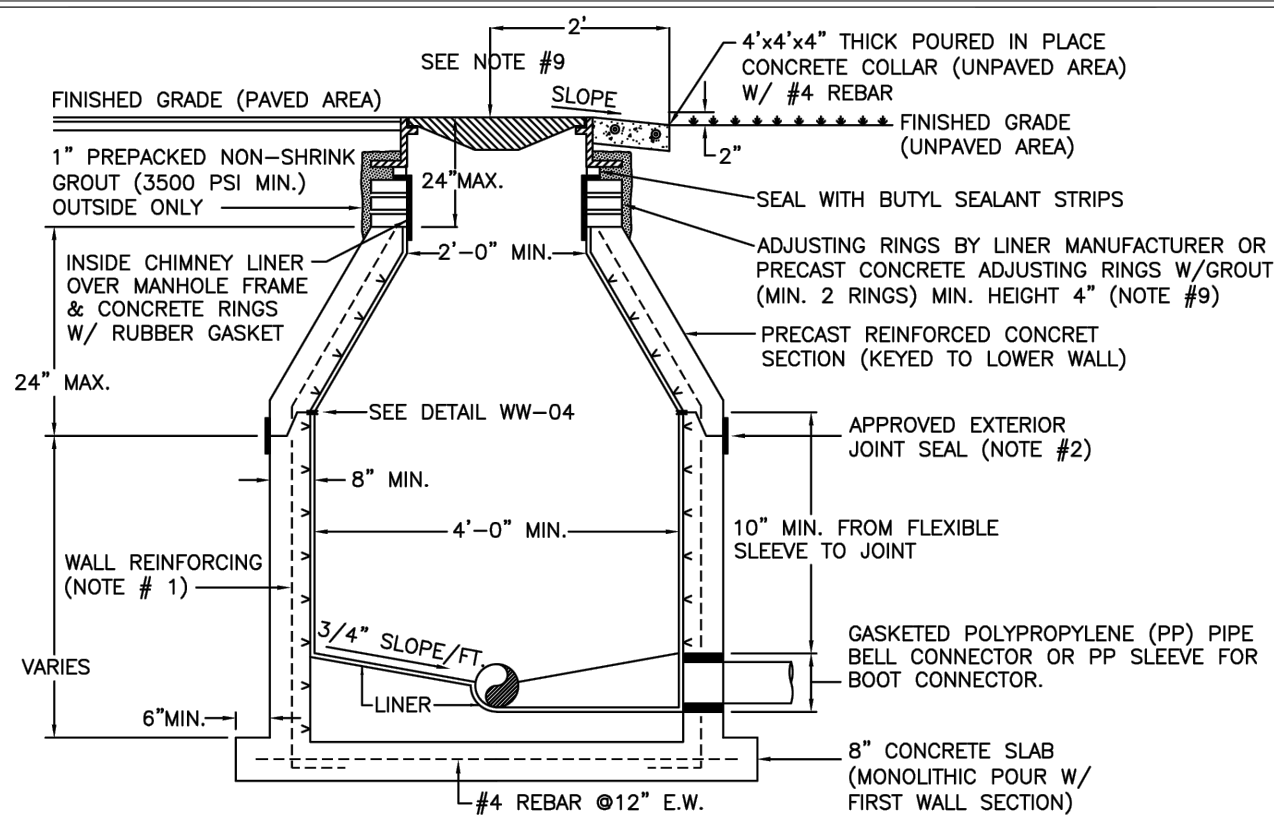 2'
SEE NOTE #9
4'x4'x4" THICK POURED IN PLACE
CONCRETE COLLAR (UNPAVED AREA)
W/ #4 REBAR
FINISHED GRADE (PAVED AREA)
SLOPE
FINISHED GRADE
(UNPAVED AREA)
2"
1" PREPACKED NON-SHRINK
GROUT (3500 PSI MIN.)
OUTSIDE ONLY
24"MAX.
SEAL WITH BUTYL SEALANT STRIPS
2'-0" MIN.
ADJUSTING RINGS BY LINER MANUFACTURER OR
PRECAST CONCRETE ADJUSTING RINGS W/GROUT
(MIN. 2 RINGS) MIN. HEIGHT 4" (NOTE #9)
INSIDE CHIMNEY LINER
OVER MANHOLE FRAME
& CONCRETE RINGS
W/ RUBBER GASKET
PRECAST REINFORCED CONCRET
SECTION (KEYED TO LOWER WALL)
24" MAX.
SEE DETAIL WW-04
APPROVED EXTERIOR
JOINT SEAL (NOTE #2)
8" MIN.
4'-0" MIN.
10" MIN. FROM FLEXIBLE
SLEEVE TO JOINT
WALL REINFORCING
(NOTE # 1)
3/4" SLOPE/FT.
GASKETED POLYPROPYLENE (PP) PIPE
BELL CONNECTOR OR PP SLEEVE FOR
BOOT CONNECTOR.
VARIES
LINER
6"MIN.
8" CONCRETE SLAB
(MONOLITHIC POUR W/
FIRST WALL SECTION)
#4 REBAR @12" E.W.